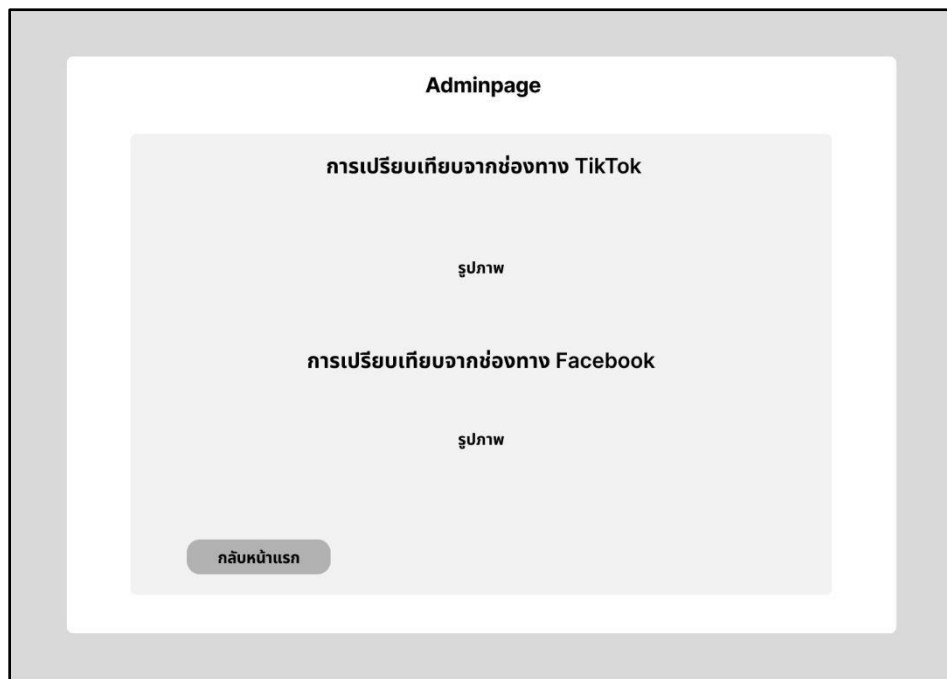 Adminpage
การเปรียบเทียบจากช่องทาง TikTok
รูปภาพ
การเปรียบเทียบจากช่องทาง Facebook
รูปภาพ
กลับหน้าแรก